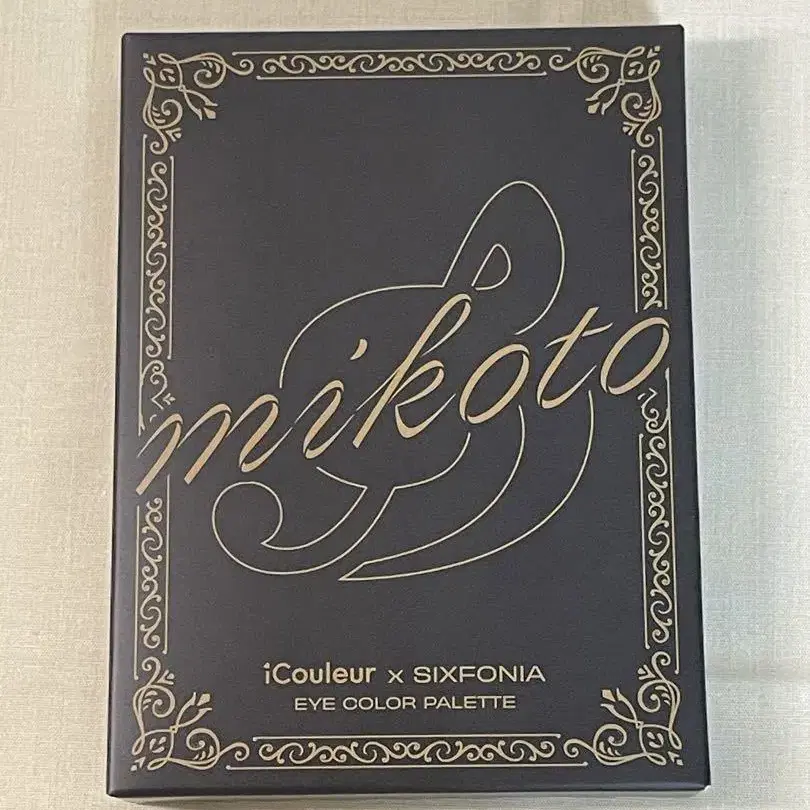 mikoto
iCouleur x SIXFONIA
EYE COLOR PALETTE